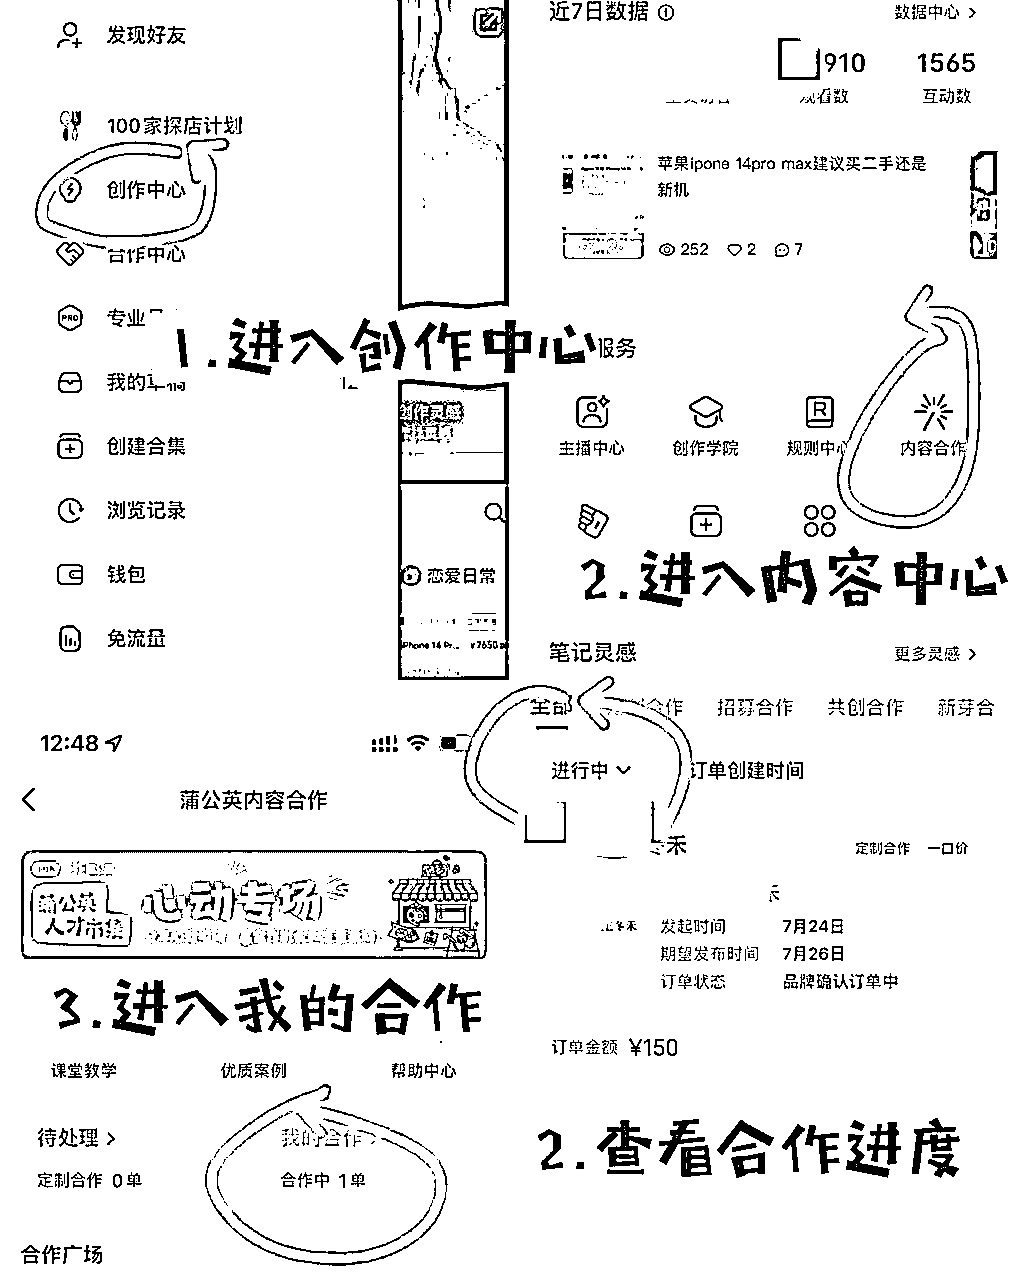 发现好友
100家探店计划
创作中心
合作中心
专业
我的
创建合集
浏览记录
钱包
免流量
1.进入创作中心
创作灵感
恋爱日常
iPhone 14 Pr... ¥7650
近7日数据
数据中心 >
910 1565
观看数 互动数
苹果ipone 14pro max建议买二手还是
新机
252 2 7
服务
主播中心 创作学院 规则中心 内容合作
2.进入内容中心
笔记灵感
更多灵感 >
12:48
蒲公英内容合作
蒲公英
人才市集
心动专场
3.进入我的合作
课堂教学 优质案例 帮助中心
待处理 > 我的合作 >
定制合作 0单 合作中 1单
合作广场
全部 合作 招募合作 共创合作 新芽合
进行中 订单创建时间
禾
定制合作 一口价
发起时间 7月24日
期望发布时间 7月26日
订单状态 品牌确认订单中
订单金额 ¥150
2.查看合作进度